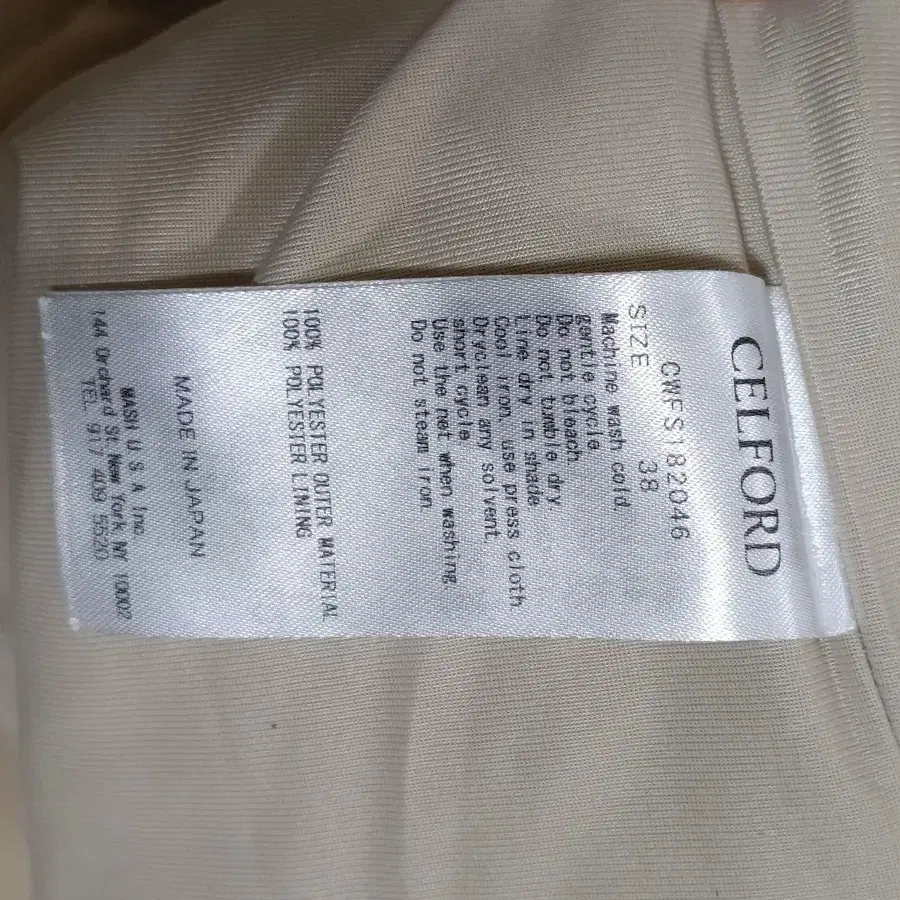 CELFORD
CWFS182046
SIZE 38
Machine wash cold.
gentle cycle.
Do not bleach
Do not tumble dry.
Line dry in shade
Cool iron, use press cloth
Dryclean any solvent.
short cycle.
Use the net when washing.
Do not steam iron.
100% POLYESTER OUTER MATERIAL
100% POLYESTER LINING
MADE IN JAPAN
MASH U S A Inc.
144 Orchard St. New York, NY 10002
TEL 917 409 5520